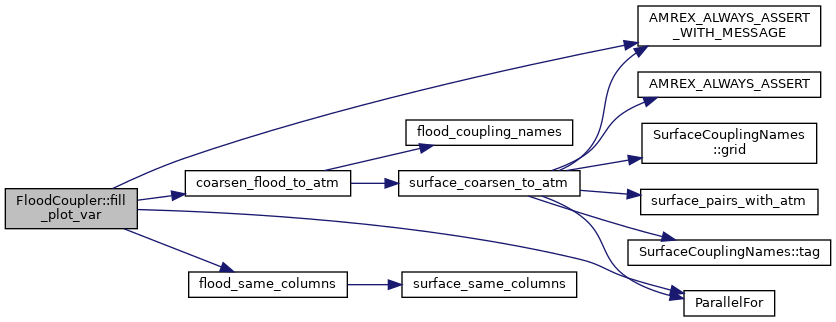 FloodCoupler::fill
_plot_var
coarsen_flood_to_atm
flood_same_columns
flood_coupling_names
surface_coarsen_to_atm
surface_same_columns
AMREX_ALWAYS_ASSERT
_WITH_MESSAGE
AMREX_ALWAYS_ASSERT
SurfaceCouplingNames
::grid
surface_pairs_with_atm
SurfaceCouplingNames::tag
ParallelFor